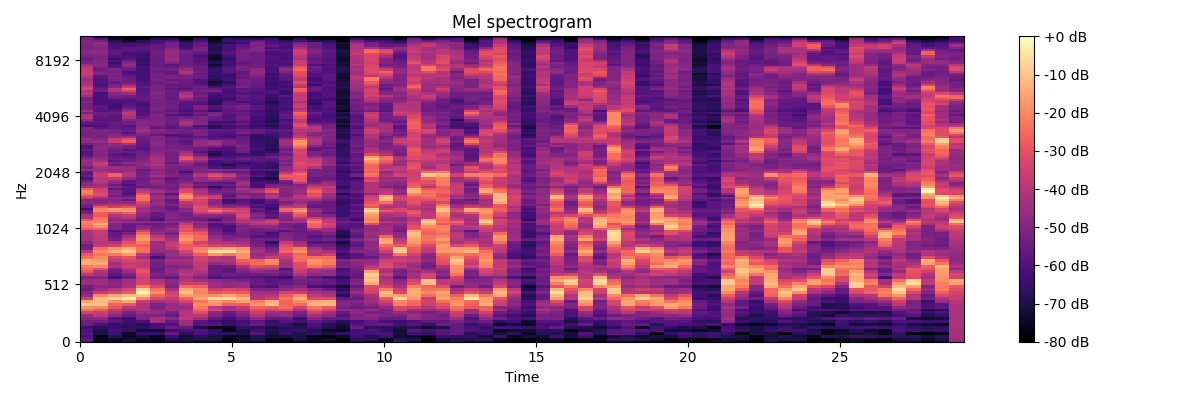 Mel spectrogram
8192
4096
2048
1024
512
0
Hz
0 5 10 15 20 25
Time
+0 dB
-10 dB
-20 dB
-30 dB
-40 dB
-50 dB
-60 dB
-70 dB
-80 dB